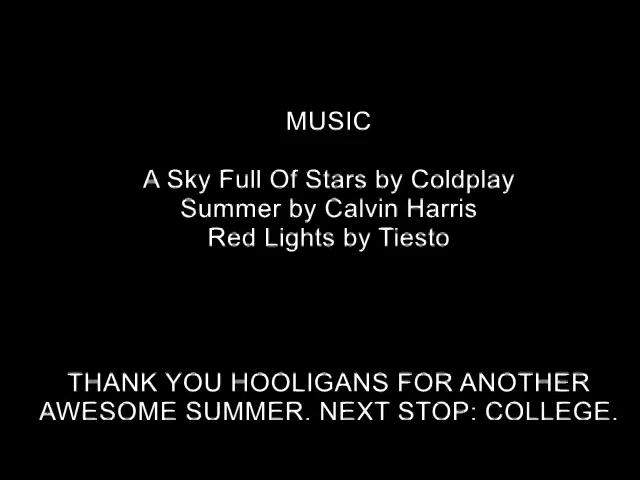 MUSIC
A Sky Full Of Stars by Coldplay
Summer by Calvin Harris
Red Lights by Tiesto
THANK YOU HOOLIGANS FOR ANOTHER
AWESOME SUMMER. NEXT STOP: COLLEGE.